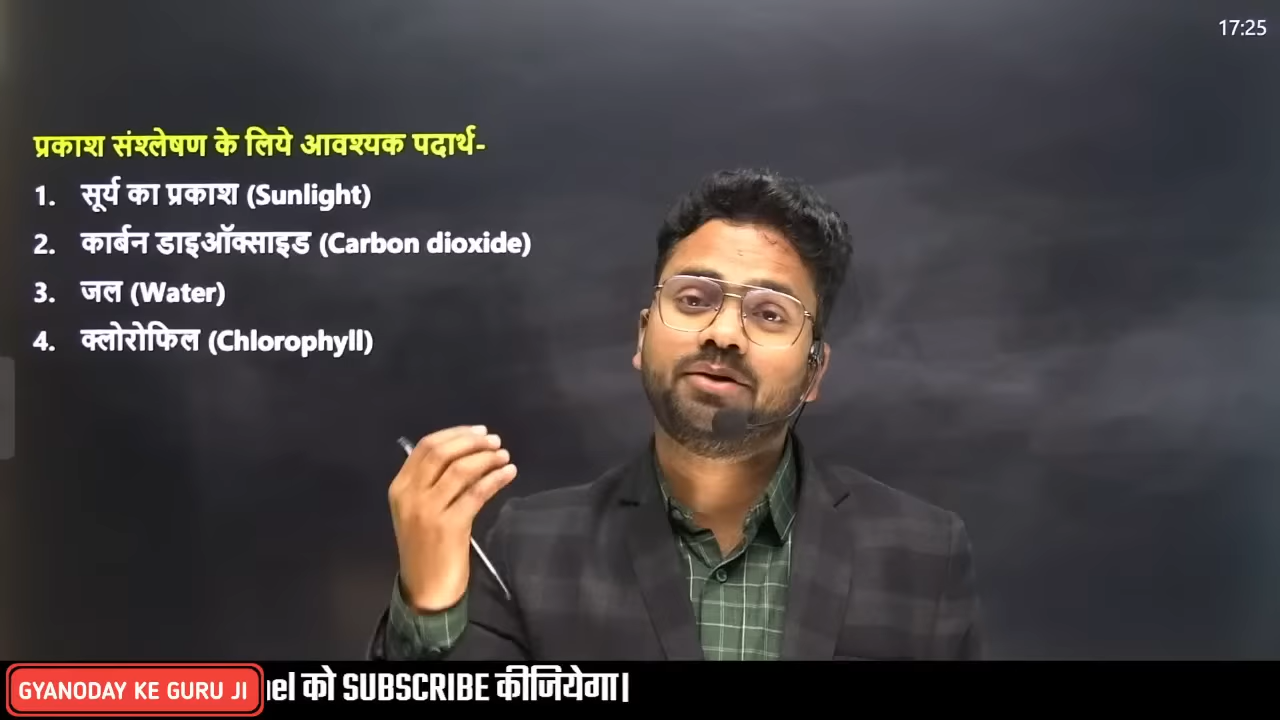 17:25
प्रकाश संश्लेषण के लिये आवश्यक पदार्थ-
1. सूर्य का प्रकाश (Sunlight)
2. कार्बन डाइऑक्साइड (Carbon dioxide)
3. जल (Water)
4. क्लोरोफिल (Chlorophyll)
GYANODAY KE GURU JI
को SUBSCRIBE कीजियेगा।